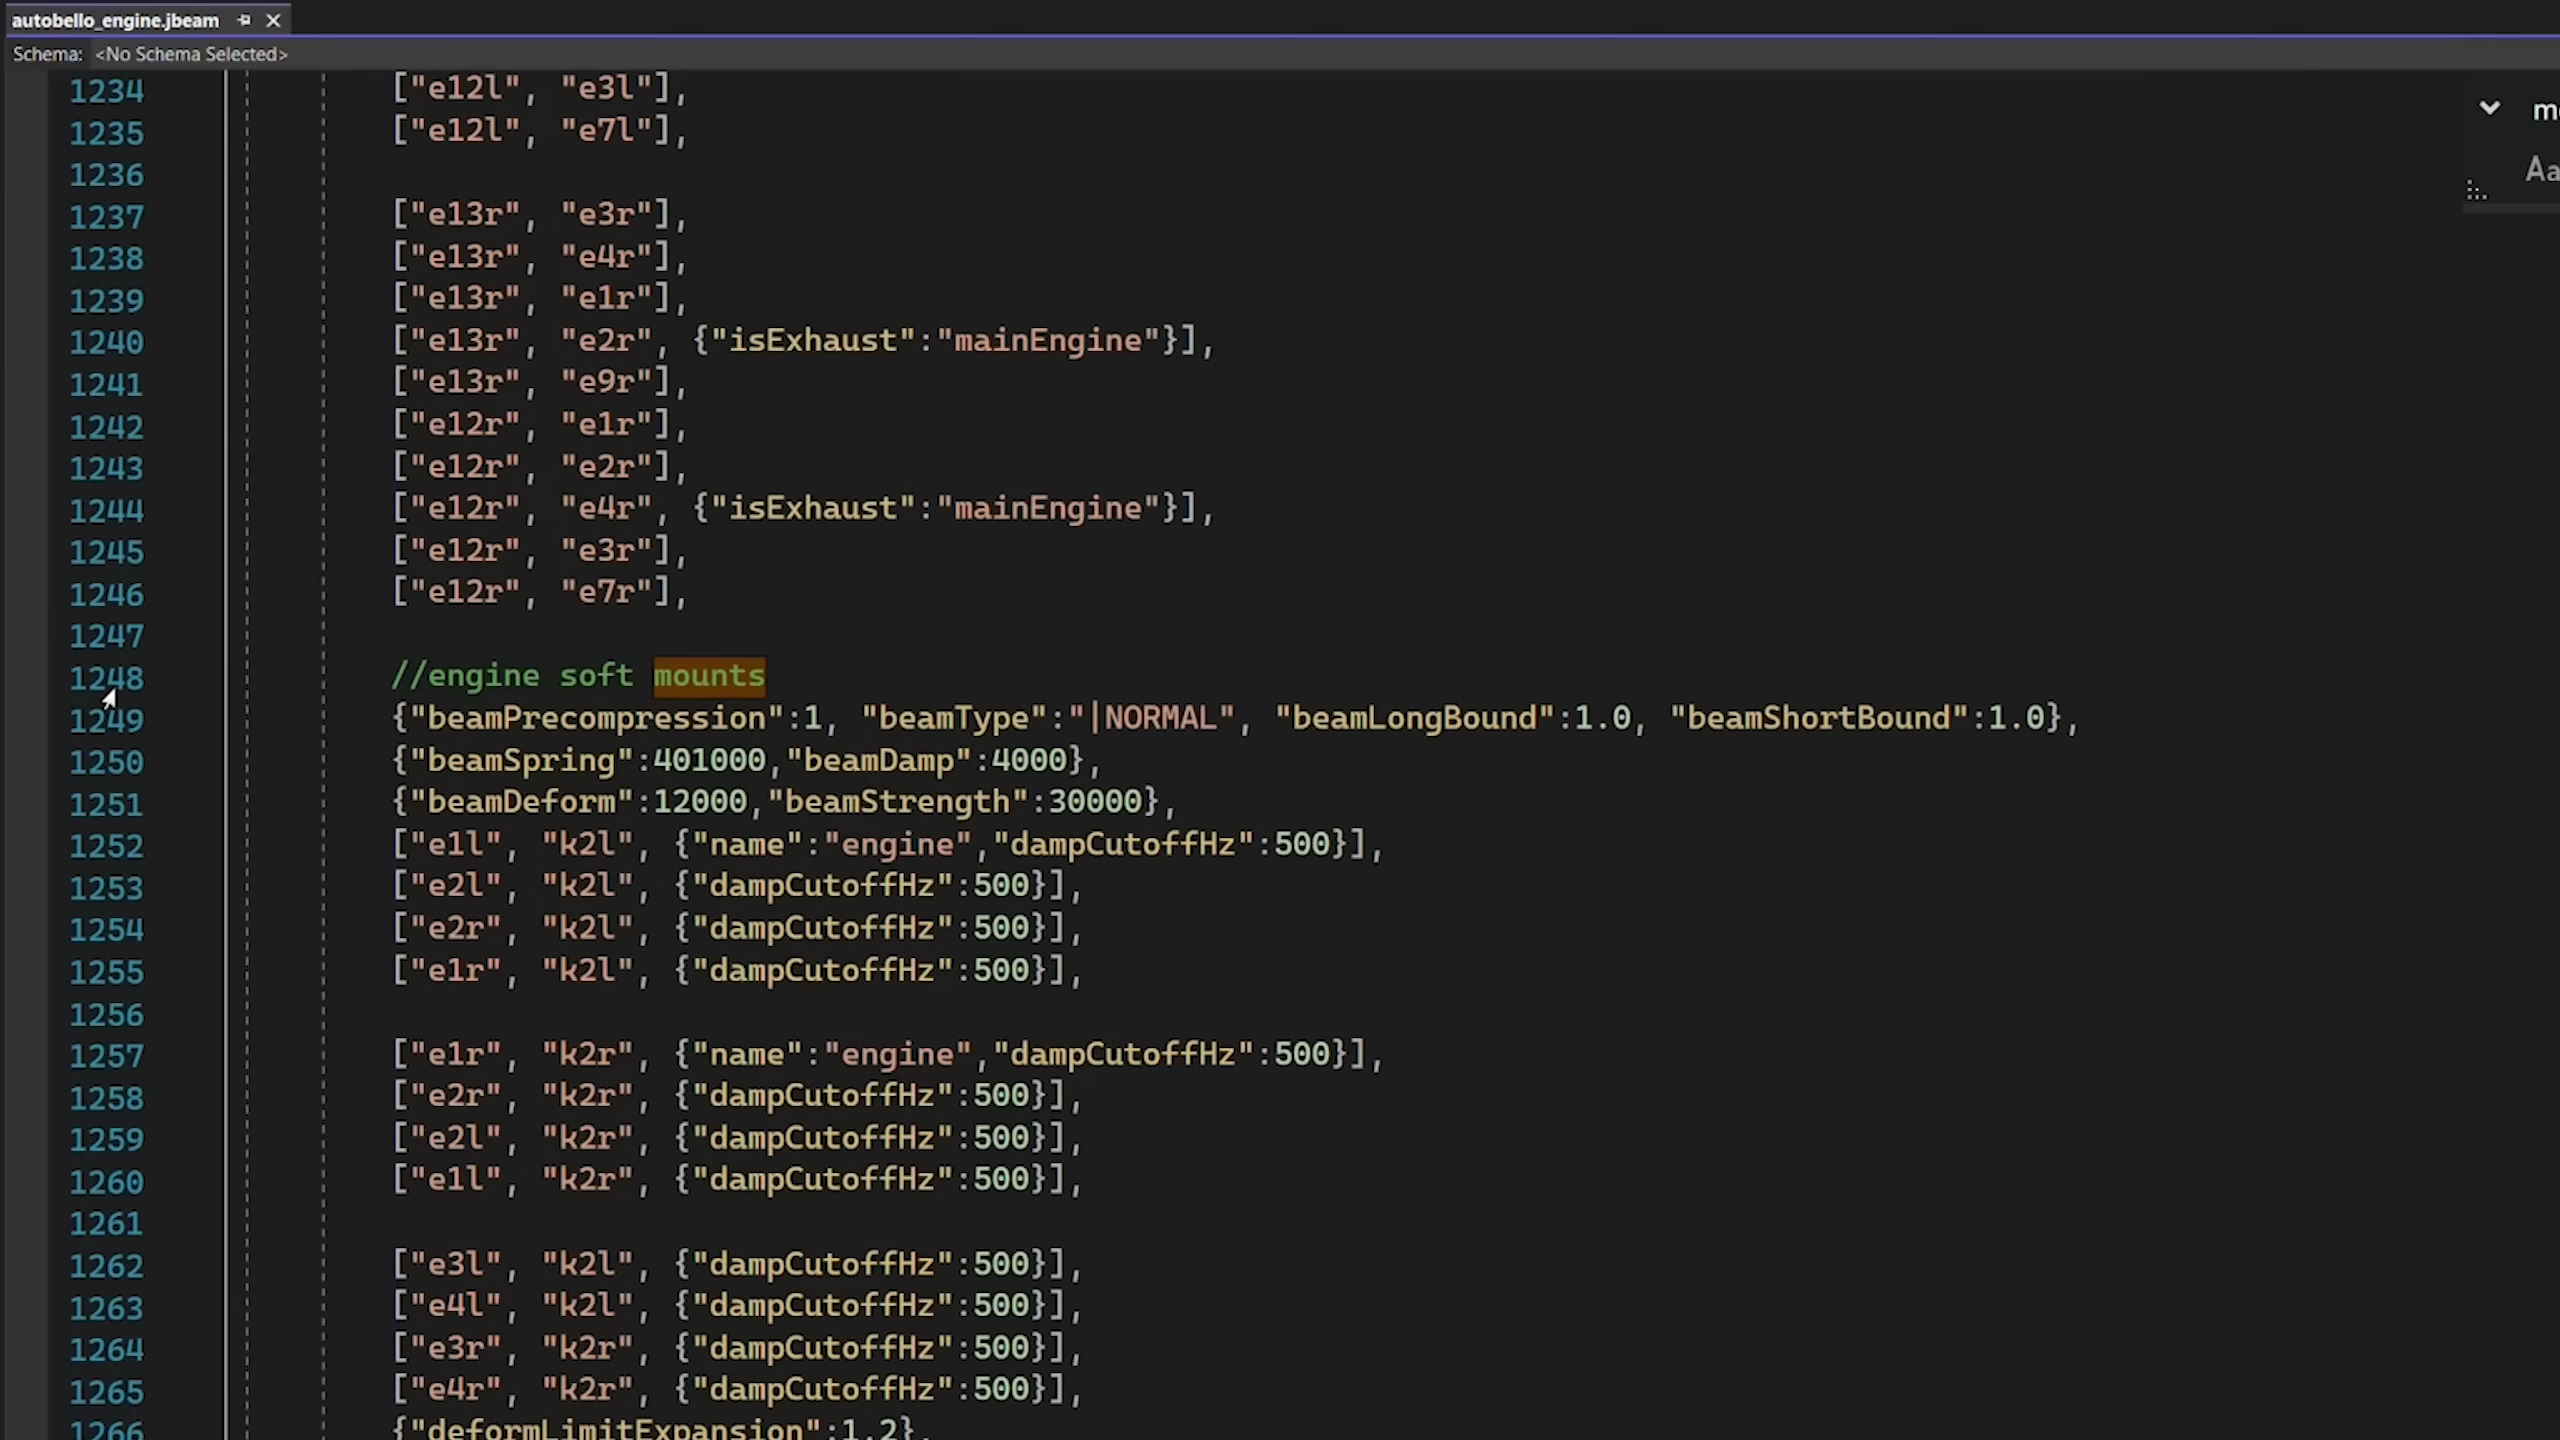 autobello_engine.jbeam
Schema: <No Schema Selected>
1234 ["e12l", "e3l"],
1235 ["e12l", "e7l"],
1236
1237 ["e13r", "e3r"],
1238 ["e13r", "e4r"],
1239 ["e13r", "e1r"],
1240 ["e13r", "e2r", {"isExhaust":"mainEngine"}],
1241 ["e13r", "e9r"],
1242 ["e12r", "e1r"],
1243 ["e12r", "e2r"],
1244 ["e12r", "e4r", {"isExhaust":"mainEngine"}],
1245 ["e12r", "e3r"],
1246 ["e12r", "e7r"],
1247
1248 //engine soft mounts
1249 {"beamPrecompression":1, "beamType":"|NORMAL", "beamLongBound":1.0, "beamShortBound":1.0},
1250 {"beamSpring":401000,"beamDamp":4000},
1251 {"beamDeform":12000,"beamStrength":30000},
1252 ["e1l", "k2l", {"name":"engine","dampCutoffHz":500}],
1253 ["e2l", "k2l", {"dampCutoffHz":500}],
1254 ["e2r", "k2l", {"dampCutoffHz":500}],
1255 ["e1r", "k2l", {"dampCutoffHz":500}],
1256
1257 ["e1r", "k2r", {"name":"engine","dampCutoffHz":500}],
1258 ["e2r", "k2r", {"dampCutoffHz":500}],
1259 ["e2l", "k2r", {"dampCutoffHz":500}],
1260 ["e1l", "k2r", {"dampCutoffHz":500}],
1261
1262 ["e3l", "k2l", {"dampCutoffHz":500}],
1263 ["e4l", "k2l", {"dampCutoffHz":500}],
1264 ["e3r", "k2r", {"dampCutoffHz":500}],
1265 ["e4r", "k2r", {"dampCutoffHz":500}],
1266 {"deformLimitExpansion":1.2},
Aa